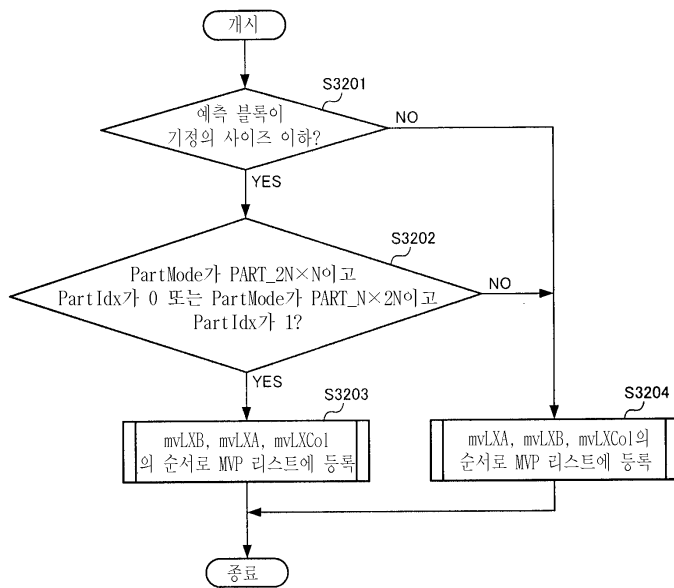 개시
S3201
예측 블록이
기정의 사이즈 이하?
NO
YES
S3202
PartMode가 PART_2N×N이고
PartIdx가 0 또는 PartMode가 PART_N×2N이고
PartIdx가 1?
NO
YES
S3203
mvLXB, mvLXA, mvLXCol
의 순서로 MVP 리스트에 등록
S3204
mvLXA, mvLXB, mvLXCol의
순서로 MVP 리스트에 등록
종료